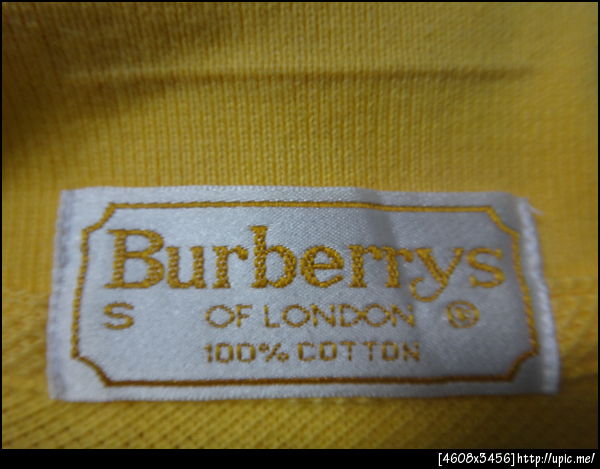 Burberrys
S OF LONDON ®
100% COTTON
[4608x3456]http://upic.me/